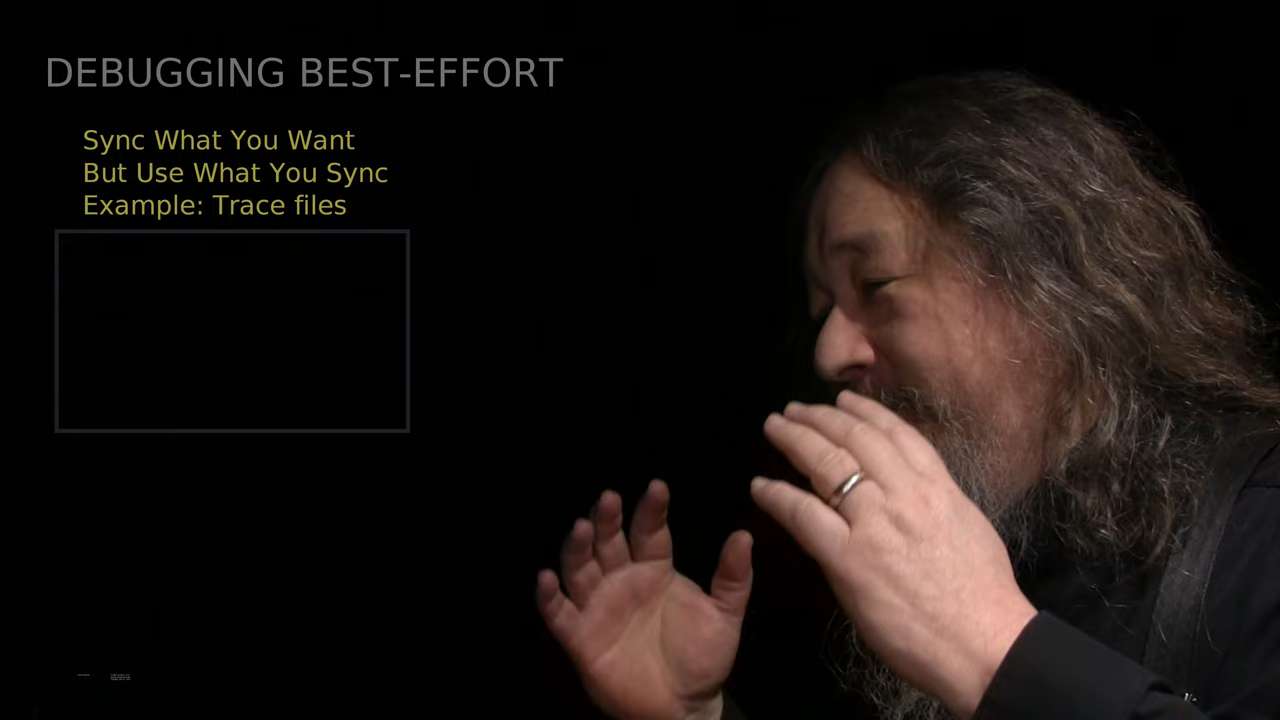 DEBUGGING BEST-EFFORT
Sync What You Want
But Use What You Sync
Example: Trace files